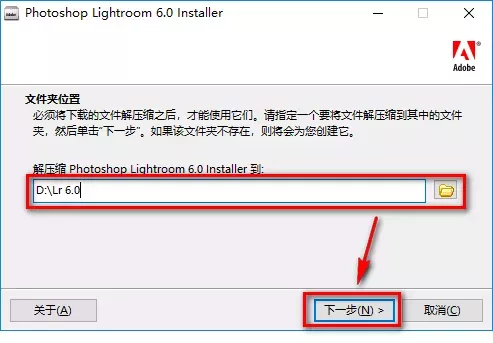 Photoshop Lightroom 6.0 Installer
Adobe
文件夹位置
必须将下载的文件解压缩之后，才能使用它们。请指定一个要将文件解压缩到其中的文件
夹，然后单击“下一步”。如果该文件夹不存在，则将会为您创建它。
解压缩 Photoshop Lightroom 6.0 Installer 到:
D:\Lr 6.0
关于(A)
下一步(N) >
取消(C)